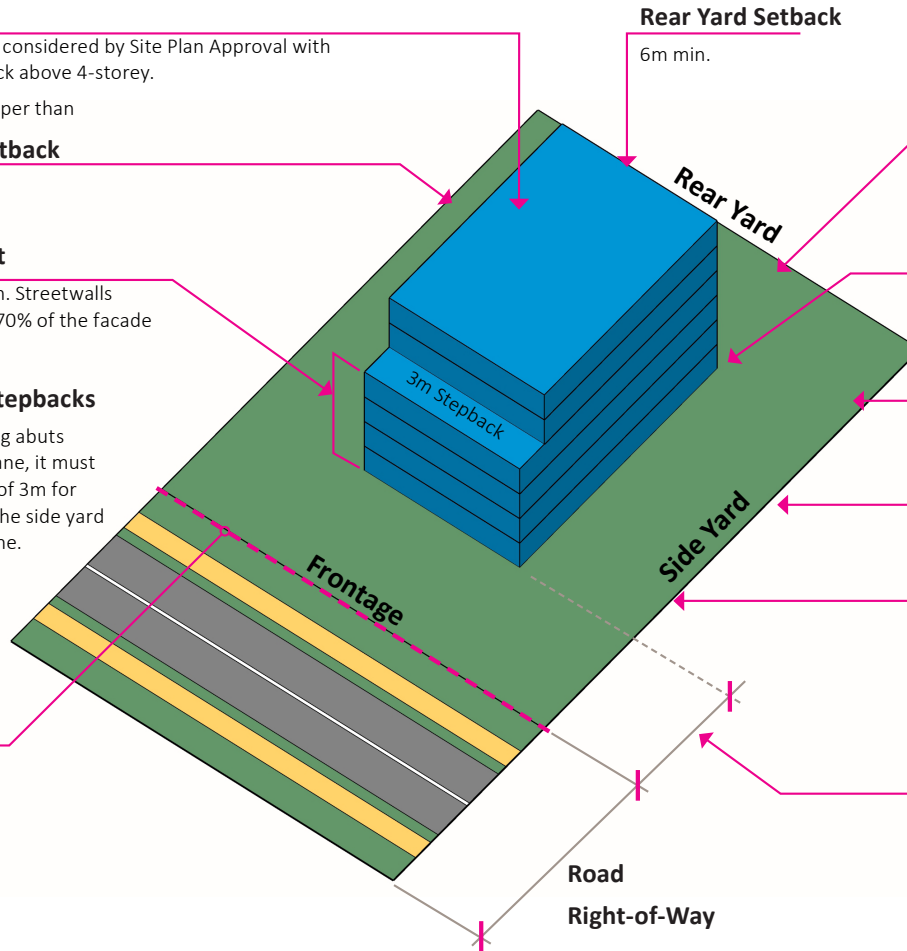 Rear Yard Setback
6m min.
considered by Site Plan Approval with
ck above 4-storey.
per than
tback
Rear Yard
t
n. Streetwalls
70% of the facade
3m Stepback
tepbacks
g abuts
ane, it must
of 3m for
he side yard
ne.
Side Yard
Frontage
Road
Right-of-Way